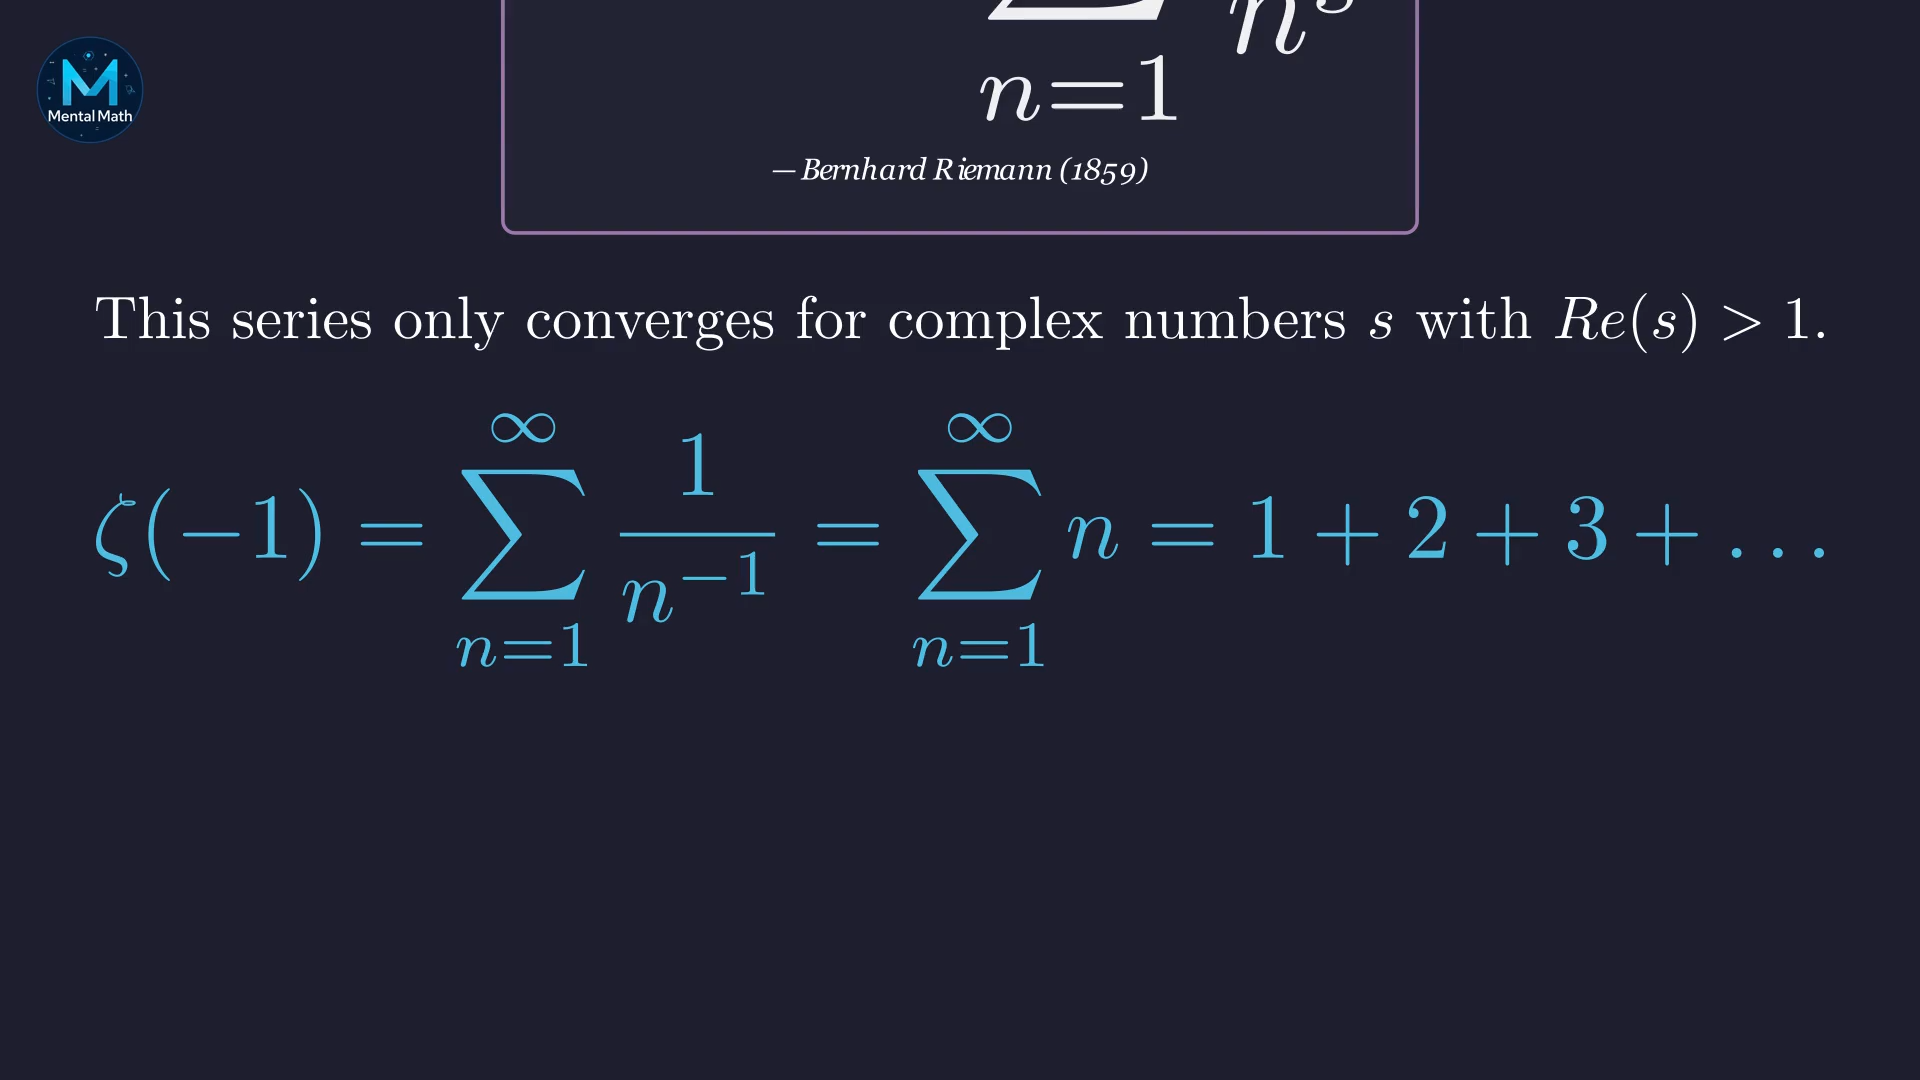 Mental Math
∑ n^s
n=1
— Bernhard Riemann (1859)
This series only converges for complex numbers s with Re(s) > 1.
ζ(−1) = ∑_{n=1}^{∞} 1/n^{−1} = ∑_{n=1}^{∞} n = 1 + 2 + 3 + …